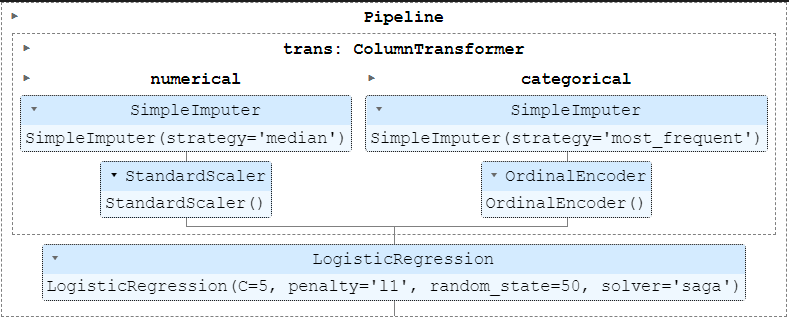 Pipeline
trans: ColumnTransformer
numerical
categorical
SimpleImputer
SimpleImputer
SimpleImputer(strategy='median')
SimpleImputer(strategy='most_frequent')
StandardScaler
OrdinalEncoder
StandardScaler()
OrdinalEncoder()
LogisticRegression
LogisticRegression(C=5, penalty='l1', random_state=50, solver='saga')